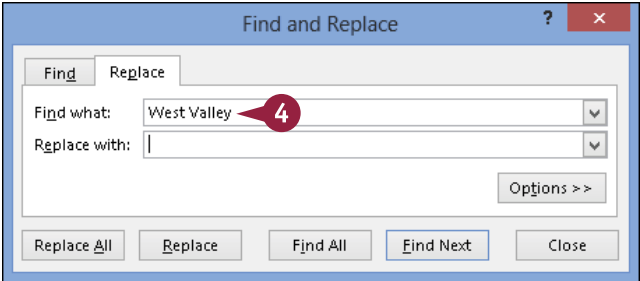 Find and Replace ? ×
Find Replace
Find what: West Valley 4
Replace with:
Options >>
Replace All Replace Find All Find Next Close